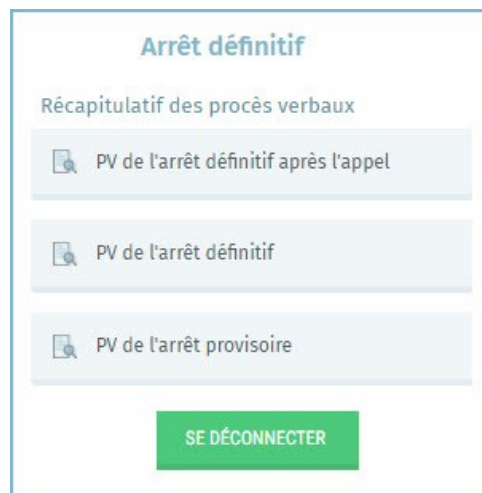 Arrêt définitif
Récapitulatif des procès verbaux
PV de l'arrêt définitif après l'appel
PV de l'arrêt définitif
PV de l'arrêt provisoire
SE DÉCONNECTER